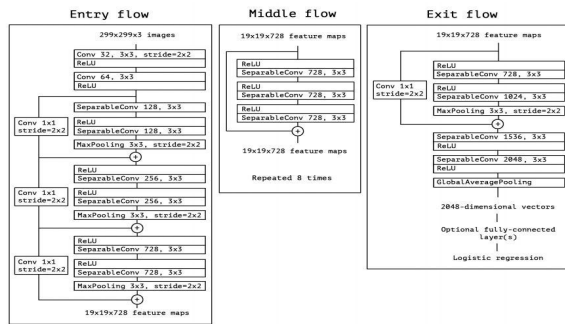 Entry flow
299x299x3 images
Conv 32, 3x3, stride=2x2
ReLU
Conv 64, 3x3
ReLU
SeparableConv 128, 3x3
Conv 1x1
stride=2x2
ReLU
SeparableConv 128, 3x3
MaxPooling 3x3, stride=2x2
+
ReLU
SeparableConv 256, 3x3
Conv 1x1
stride=2x2
ReLU
SeparableConv 256, 3x3
MaxPooling 3x3, stride=2x2
+
ReLU
SeparableConv 728, 3x3
Conv 1x1
stride=2x2
ReLU
SeparableConv 728, 3x3
MaxPooling 3x3, stride=2x2
+
19x19x728 feature maps
Middle flow
19x19x728 feature maps
ReLU
SeparableConv 728, 3x3
ReLU
SeparableConv 728, 3x3
ReLU
SeparableConv 728, 3x3
+
19x19x728 feature maps
Repeated 8 times
Exit flow
19x19x728 feature maps
ReLU
SeparableConv 728, 3x3
Conv 1x1
stride=2x2
ReLU
SeparableConv 1024, 3x3
MaxPooling 3x3, stride=2x2
+
SeparableConv 1536, 3x3
ReLU
SeparableConv 2048, 3x3
ReLU
GlobalAveragePooling
2048-dimensional vectors
Optional fully-connected
layer(s)
Logistic regression